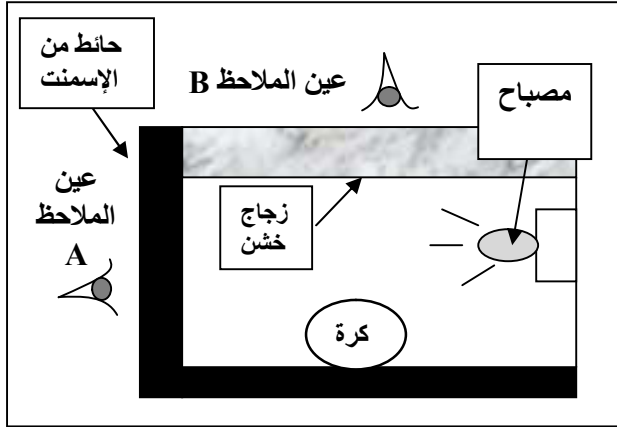 حائط من
الإسمنت
عين الملاحظ B
مصباح
عين
الملاحظ
A
زجاج
خشن
كرة